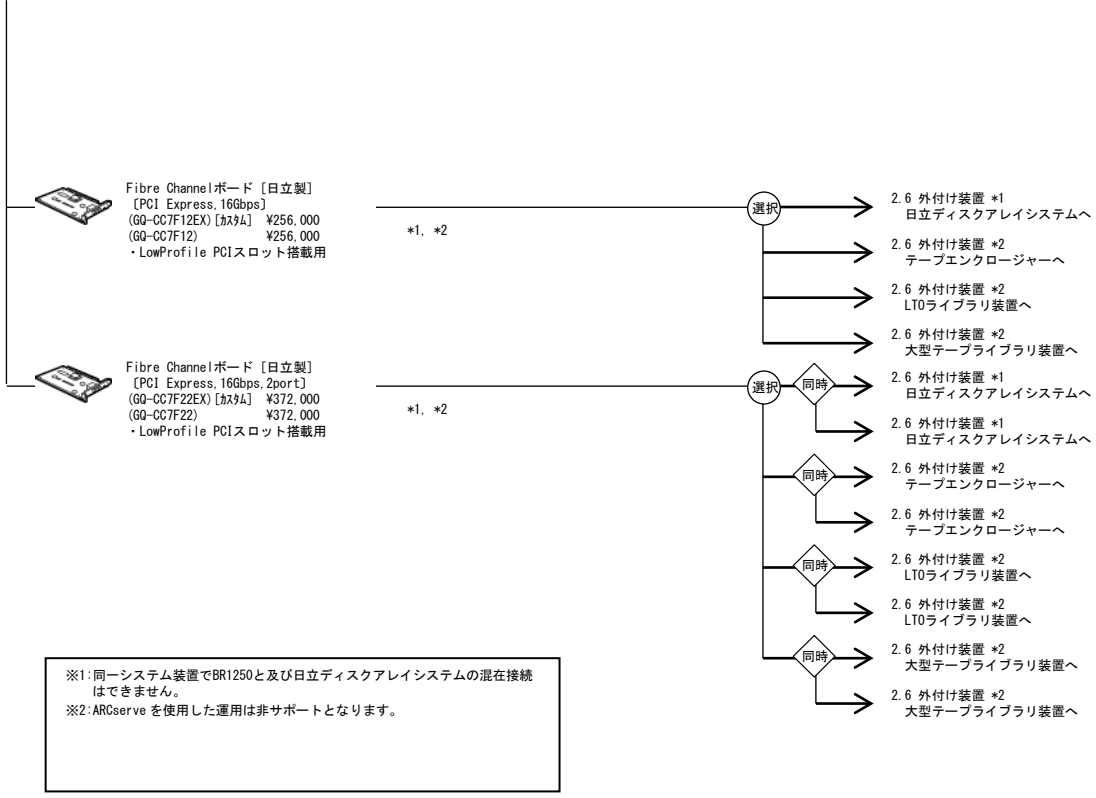 Fibre Channelボード [日立製]
[PCI Express,16Gbps]
(GQ-CC7F12EX)[ｶｽﾀﾑ] ¥256,000
(GQ-CC7F12) ¥256,000
・LowProfile PCIスロット搭載用
*1, *2
選択
2.6 外付け装置 *1
日立ディスクアレイシステムへ
2.6 外付け装置 *2
テープエンクロージャーへ
2.6 外付け装置 *2
LTOライブラリ装置へ
2.6 外付け装置 *2
大型テープライブラリ装置へ
Fibre Channelボード [日立製]
[PCI Express,16Gbps,2port]
(GQ-CC7F22EX)[ｶｽﾀﾑ] ¥372,000
(GQ-CC7F22) ¥372,000
・LowProfile PCIスロット搭載用
*1, *2
選択
同時
2.6 外付け装置 *1
日立ディスクアレイシステムへ
2.6 外付け装置 *1
日立ディスクアレイシステムへ
同時
2.6 外付け装置 *2
テープエンクロージャーへ
2.6 外付け装置 *2
テープエンクロージャーへ
同時
2.6 外付け装置 *2
LTOライブラリ装置へ
2.6 外付け装置 *2
LTOライブラリ装置へ
同時
2.6 外付け装置 *2
大型テープライブラリ装置へ
2.6 外付け装置 *2
大型テープライブラリ装置へ
※1:同一システム装置でBR1250と及び日立ディスクアレイシステムの混在接続
はできません。
※2:ARCserve を使用した運用は非サポートとなります。